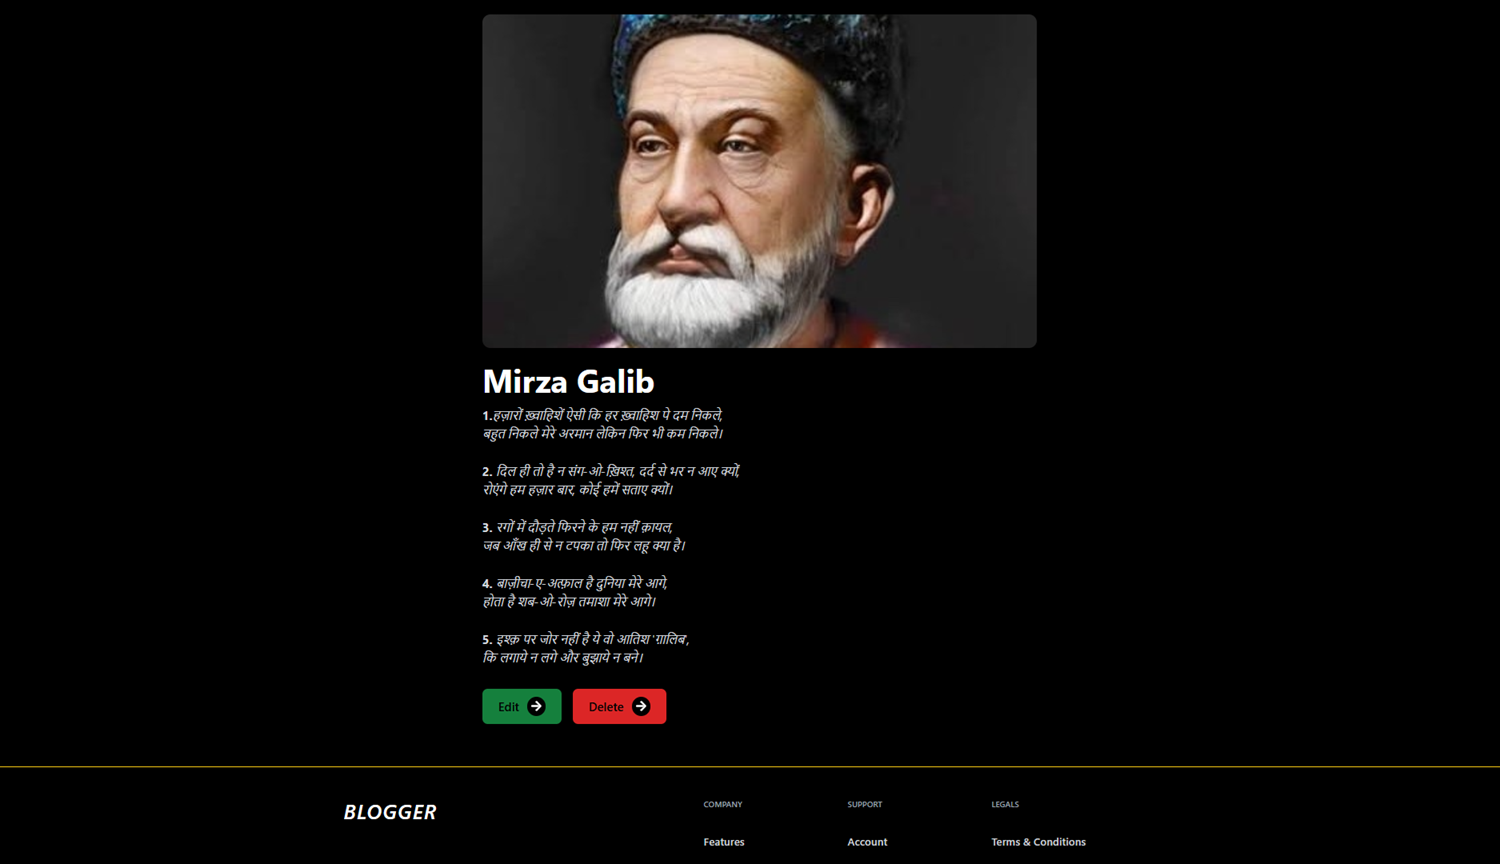 Mirza Galib
1.हज़ारों ख़्वाहिशें ऐसी कि हर ख़्वाहिश पे दम निकले,
बहुत निकले मेरे अरमान लेकिन फिर भी कम निकले।
2. दिल ही तो है न संग-ओ-ख़िश्त, दर्द से भर न आए क्यों,
रोएंगे हम हज़ार बार, कोई हमें सताए क्यों।
3. रगों में दौड़ते फिरने के हम नहीं क़ायल,
जब आँख ही से न टपका तो फिर लहू क्या है।
4. बाज़ीचा-ए-अत्फ़ाल है दुनिया मेरे आगे,
होता है शब-ओ-रोज़ तमाशा मेरे आगे।
5. इश्क़ पर जोर नहीं है ये वो आतिश 'ग़ालिब',
कि लगाये न लगे और बुझाये न बने।
Edit Delete
BLOGGER
COMPANY SUPPORT LEGALS
Features Account Terms & Conditions